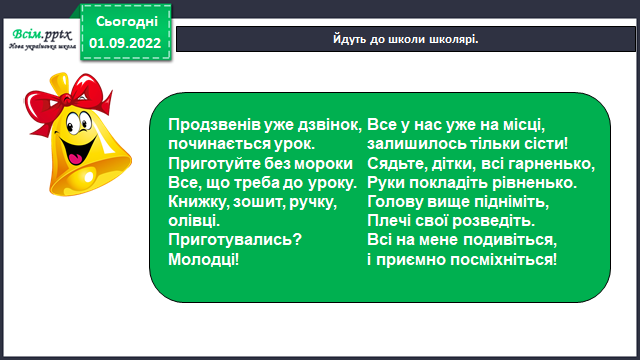 Всім.pptx
Нова українська школа
Сьогодні
01.09.2022
Йдуть до школи школярі.
Продзвенів уже дзвінок,
починається урок.
Приготуйте без мороки
Все, що треба до уроку.
Книжку, зошит, ручку,
олівці.
Приготувались?
Молодці!
Все у нас уже на місці,
залишилось тільки сісти!
Сядьте, дітки, всі гарненько,
Руки покладіть рівненько.
Голову вище підніміть,
Плечі свої розведіть.
Всі на мене подивіться,
і приємно посміхніться!